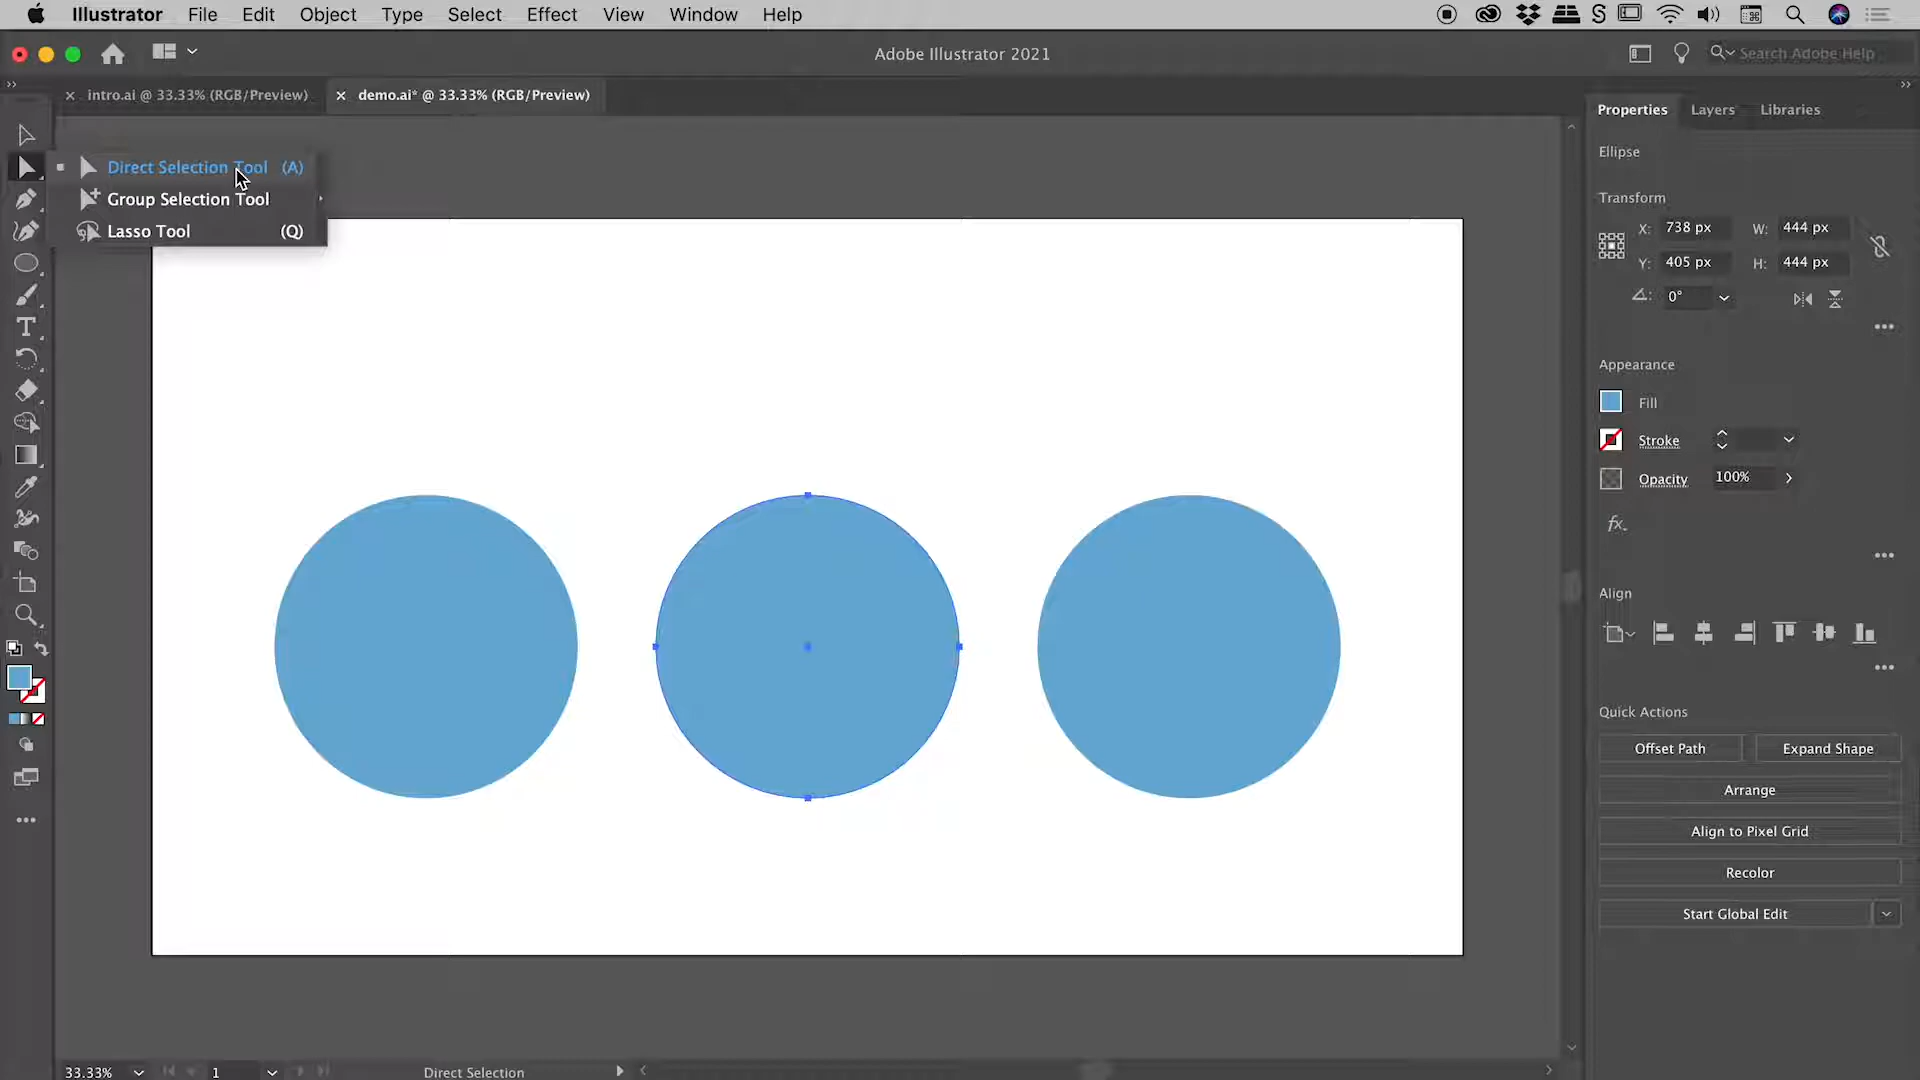 Illustrator File Edit Object Type Select Effect View Window Help
Adobe Illustrator 2021
Search Adobe Help
intro.ai @ 33.33% (RGB/Preview)
demo.ai* @ 33.33% (RGB/Preview)
Properties Layers Libraries
Direct Selection Tool (A)
Group Selection Tool
Lasso Tool (Q)
Ellipse
Transform
X: 738 px W: 444 px
Y: 405 px H: 444 px
0°
Appearance
Fill
Stroke
Opacity 100%
fx.
Align
Quick Actions
Offset Path Expand Shape
Arrange
Align to Pixel Grid
Recolor
Start Global Edit
33.33% 1 Direct Selection